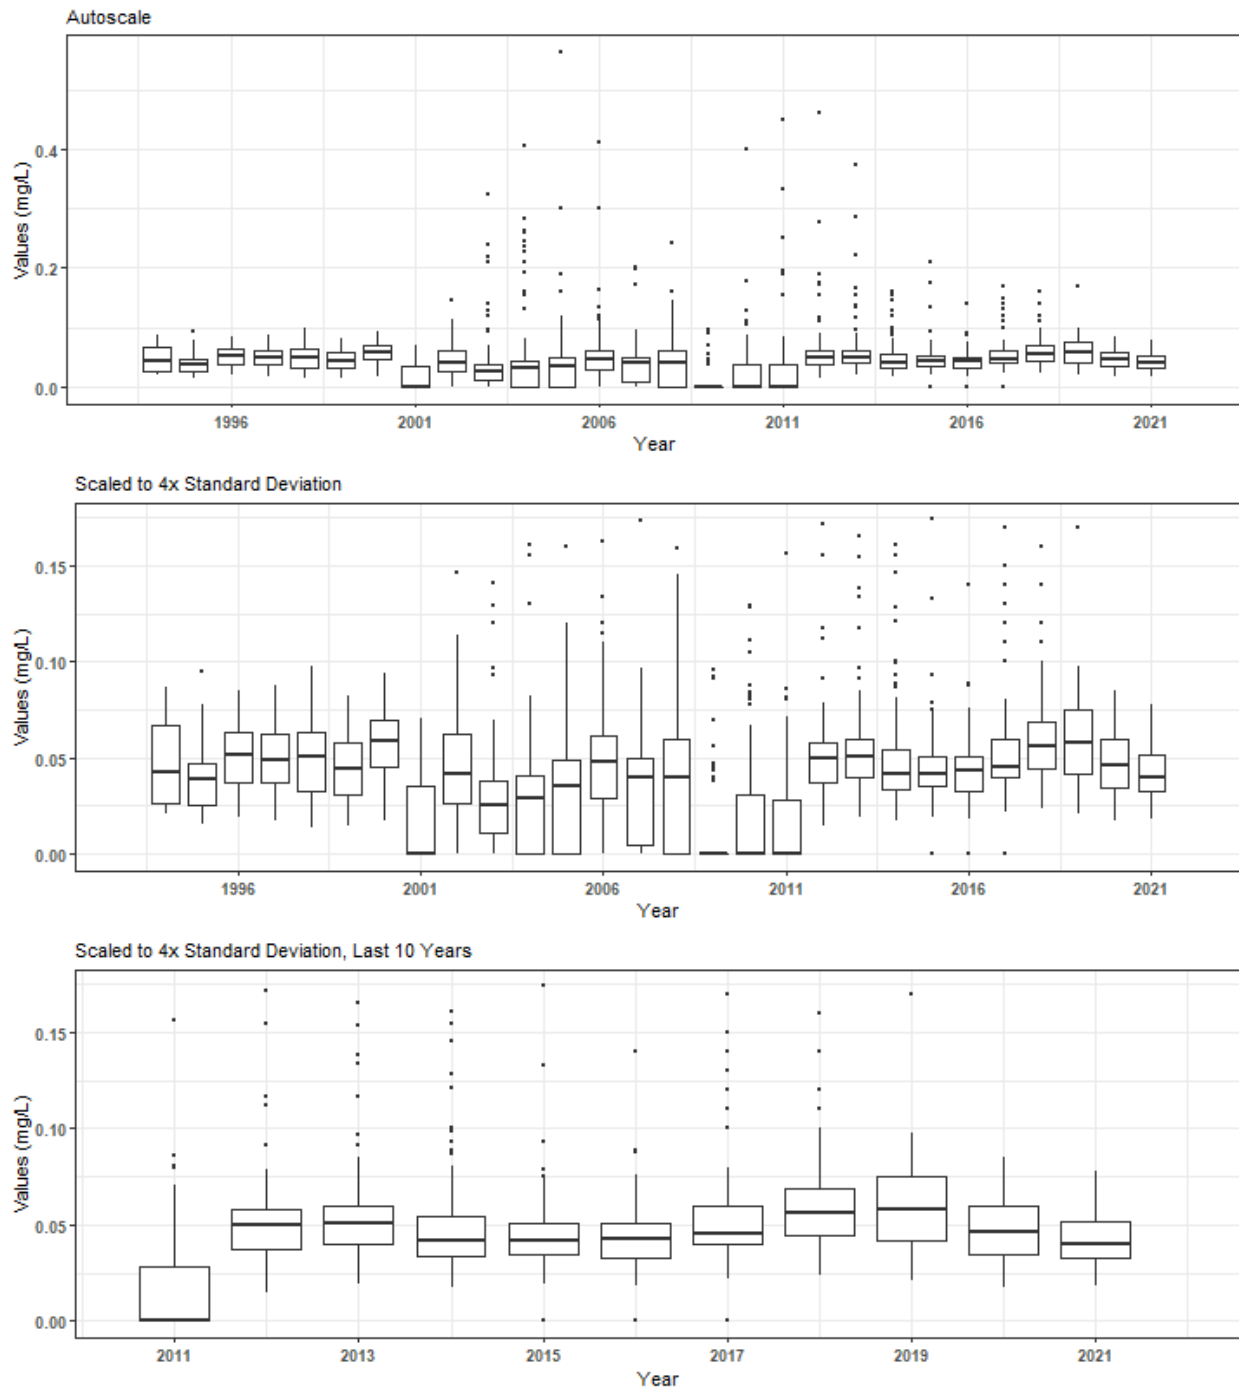 Autoscale
Values (mg/L)
0.4
0.2
0.0
1996 2001 2006 2011 2016 2021
Year
Scaled to 4x Standard Deviation
Values (mg/L)
0.15
0.10
0.05
0.00
1996 2001 2006 2011 2016 2021
Year
Scaled to 4x Standard Deviation, Last 10 Years
Values (mg/L)
0.15
0.10
0.05
0.00
2011 2013 2015 2017 2019 2021
Year